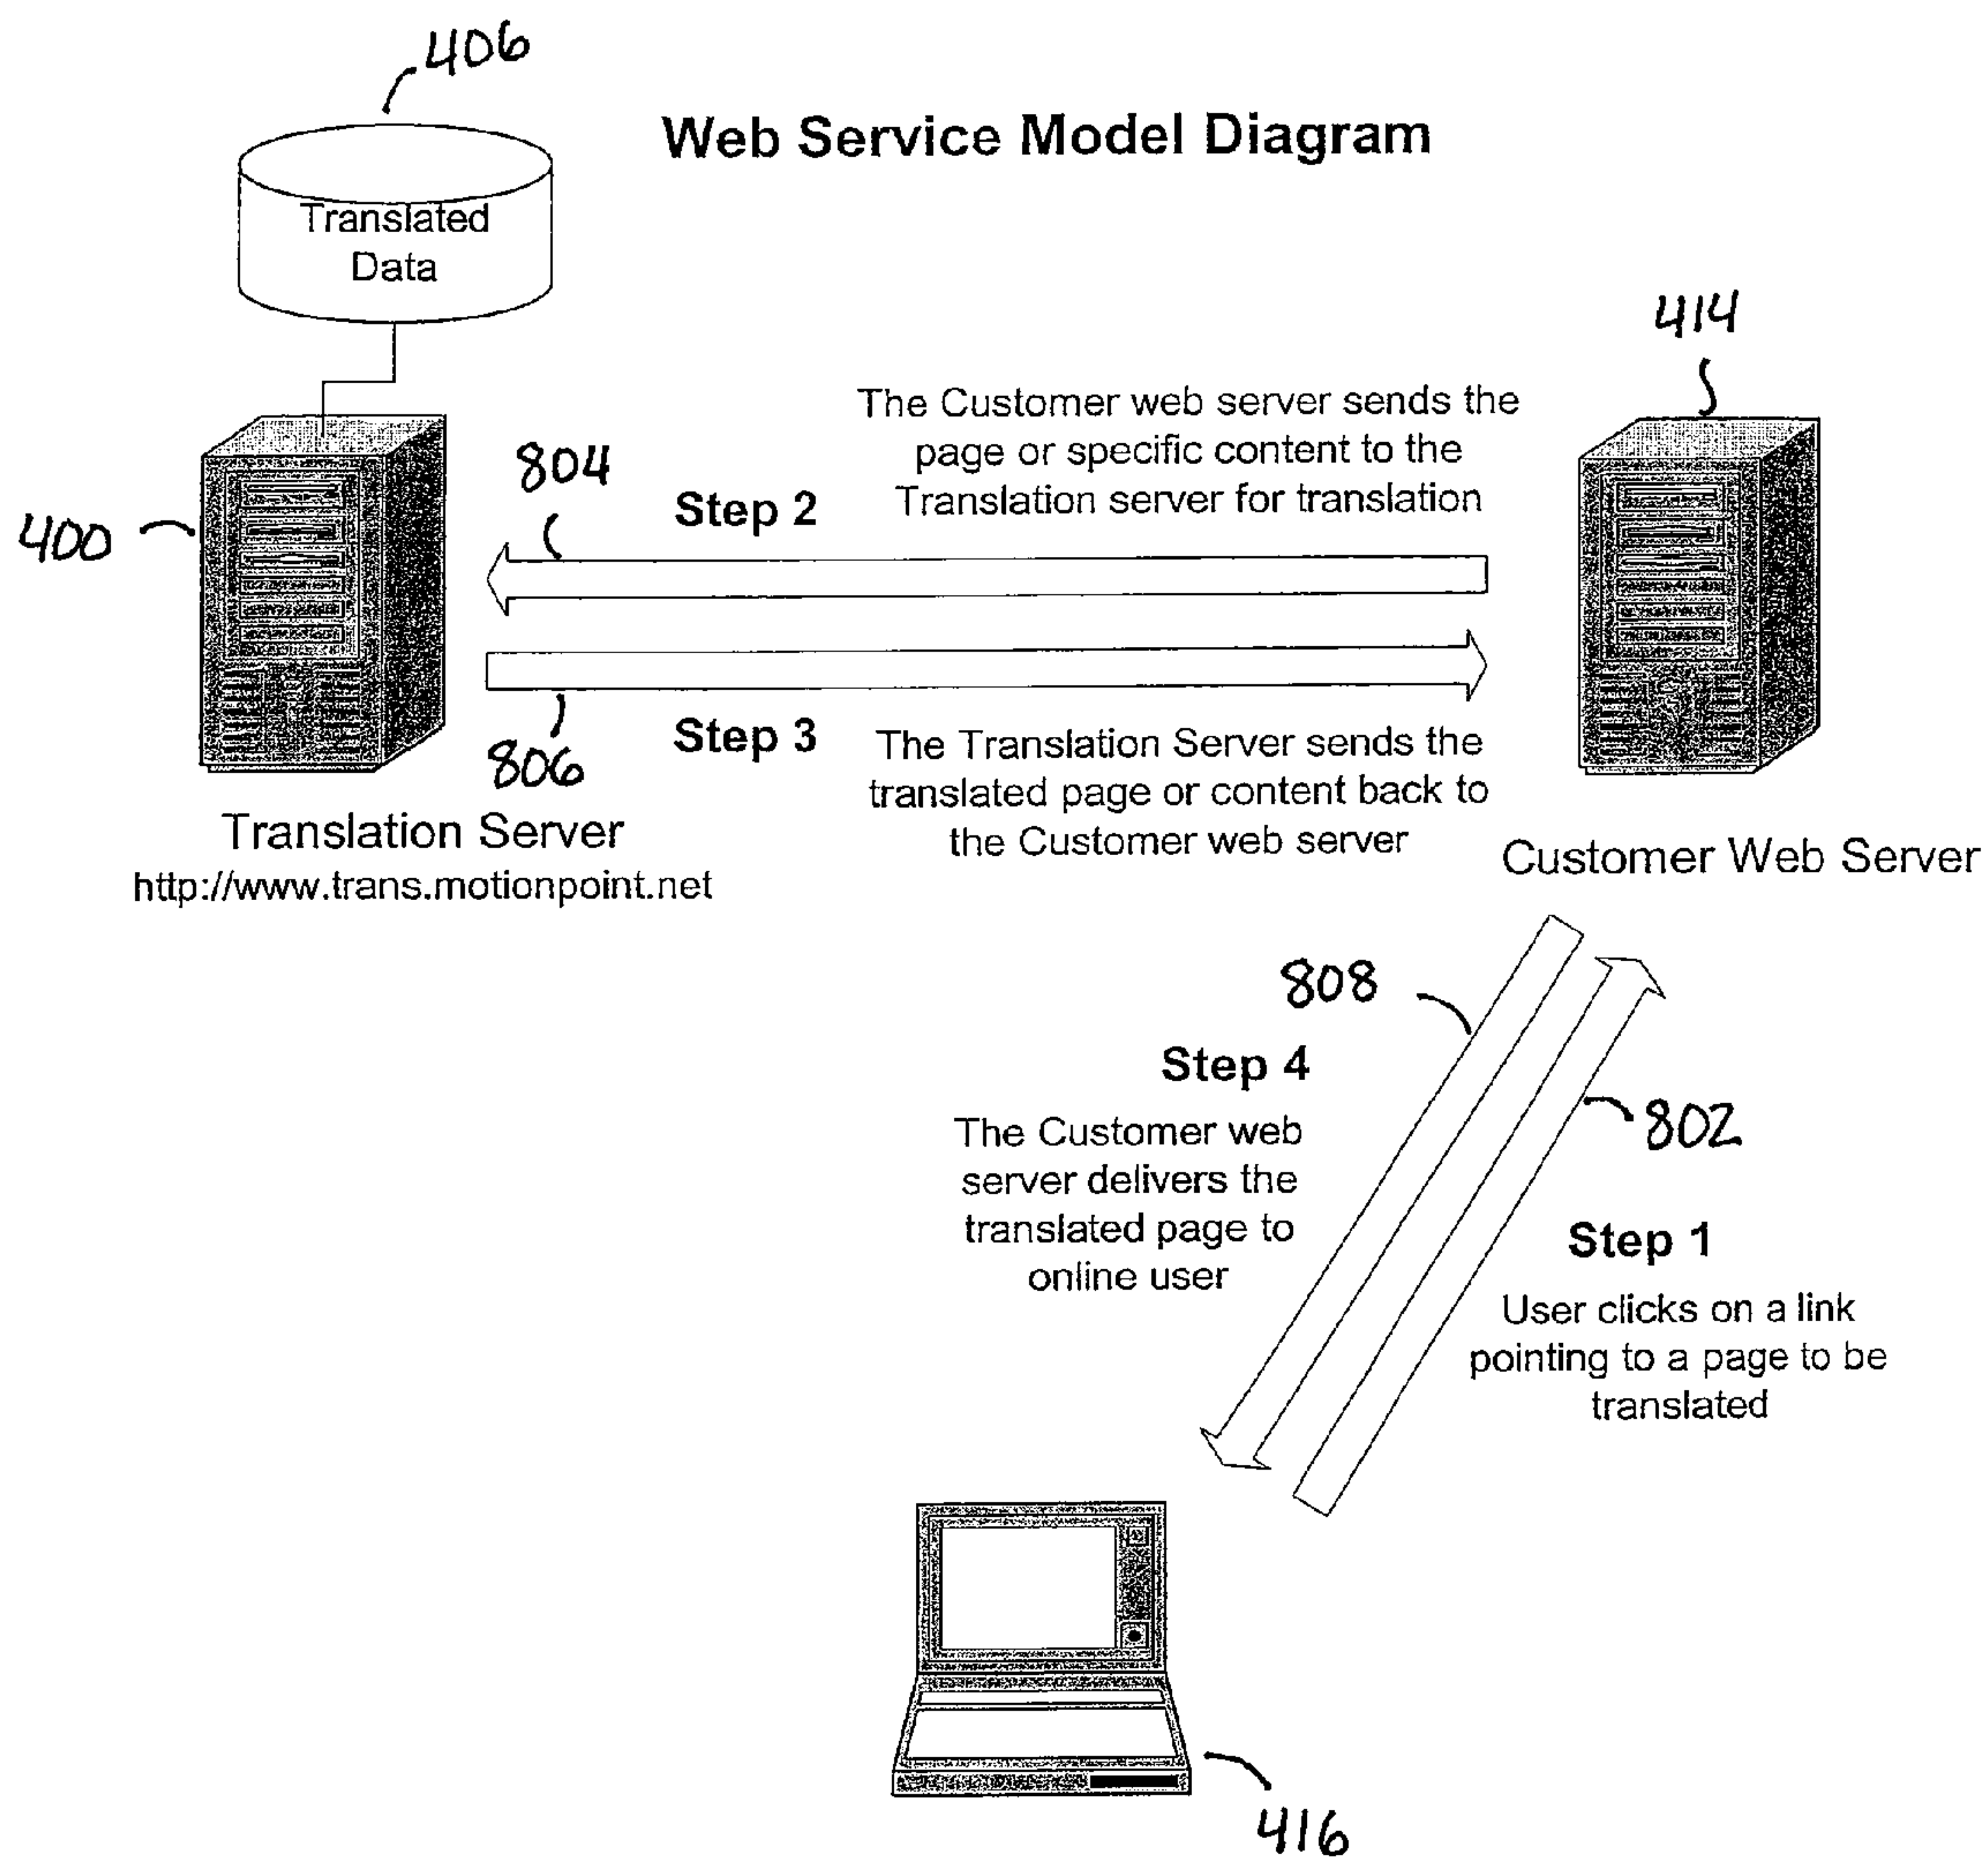 406
Web Service Model Diagram
Translated
Data
414
The Customer web server sends the
page or specific content to the
Translation server for translation
804
Step 2
400
806
Step 3
The Translation Server sends the
translated page or content back to
the Customer web server
Translation Server
http://www.trans.motionpoint.net
Customer Web Server
808
Step 4
The Customer web
server delivers the
translated page to
online user
802
Step 1
User clicks on a link
pointing to a page to be
translated
416